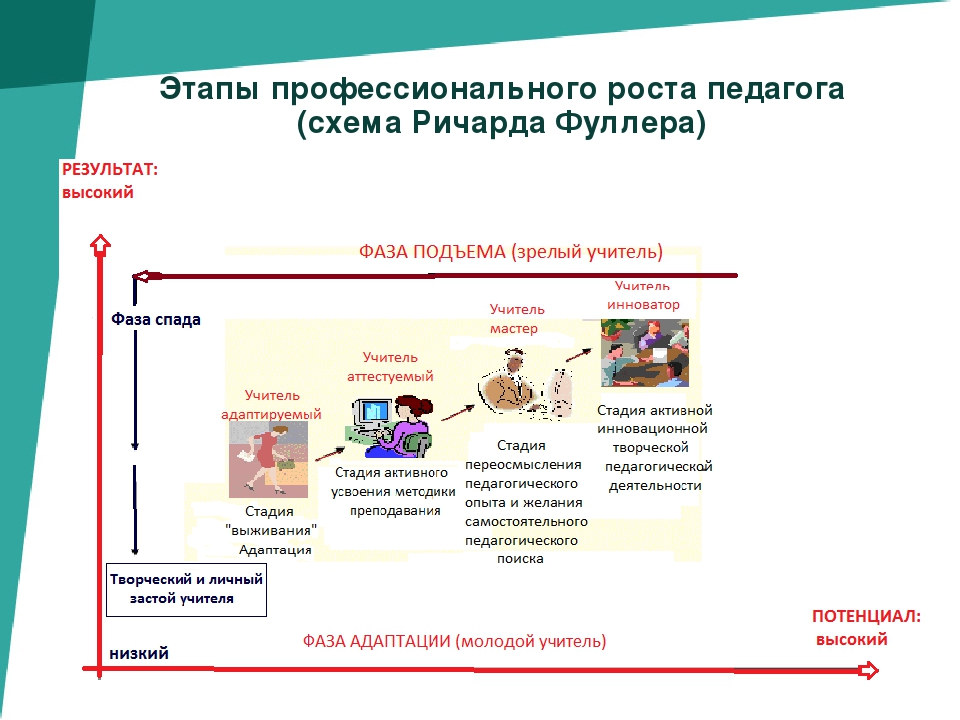 Этапы профессионального роста педагога
(схема Ричарда Фуллера)
РЕЗУЛЬТАТ:
высокий
ФАЗА ПОДЪЕМА (зрелый учитель)
Фаза спада
Учитель
адаптируемый
Стадия
"выживания"
Адаптация
Учитель
аттестуемый
Стадия активного
усвоения методики
преподавания
Учитель
мастер
Стадия
переосмысления
педагогического
опыта и желания
самостоятельного
педагогического
поиска
Учитель
инноватор
Стадия активной
инновационной
творческой
педагогической
деятельности
Творческий и личный
застой учителя
низкий
ФАЗА АДАПТАЦИИ (молодой учитель)
ПОТЕНЦИАЛ:
высокий